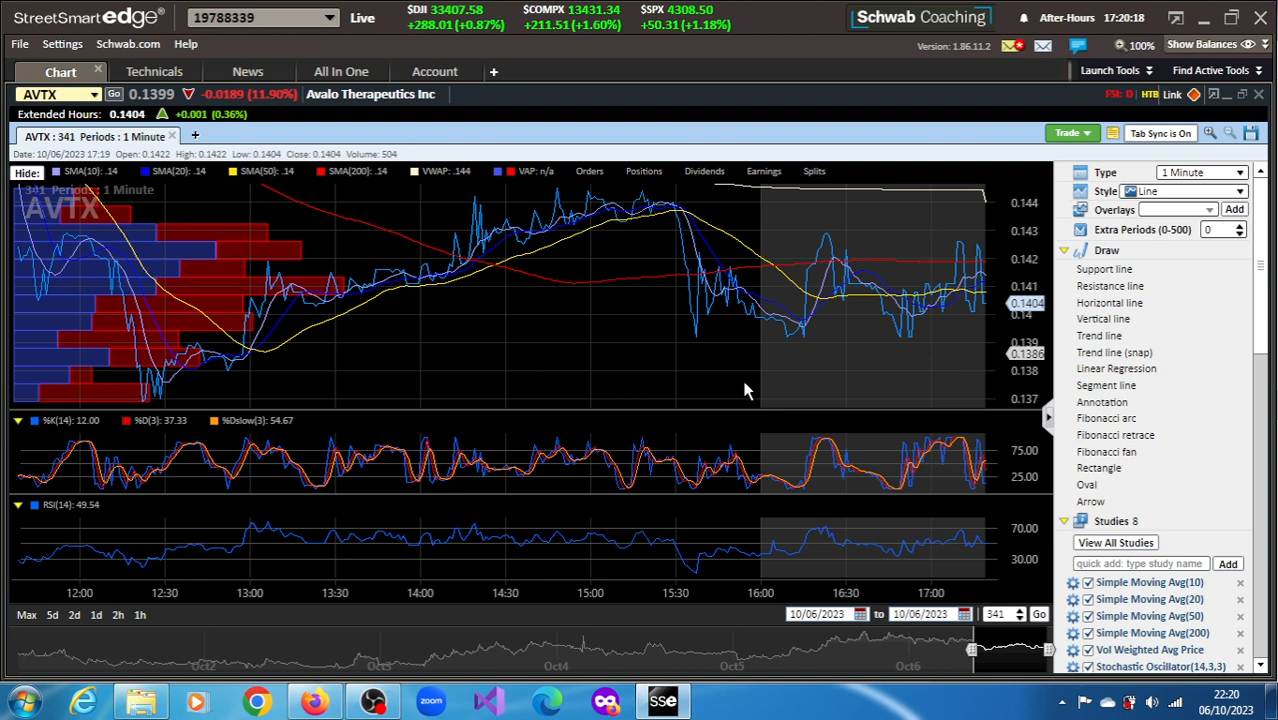 StreetSmart edge® 19788339 Live $DJI 33407.58 $COMPX 13431.34 $SPX 4308.50 Schwab Coaching After-Hours 17:20:18
+288.01 (+0.87%) +211.51 (+1.60%) +50.31 (+1.18%)
File Settings Schwab.com Help Version: 1.86.11.2 100% Show Balances
Chart Technicals News All In One Account + Launch Tools Find Active Tools
AVTX Go 0.1399 -0.0189 (11.90%) Avalo Therapeutics Inc FSI: D HTB Link
Extended Hours: 0.1404 +0.001 (0.36%)
AVTX : 341 Periods : 1 Minute + Trade Tab Sync is On
Date: 10/06/2023 17:19 Open: 0.1422 High: 0.1422 Low: 0.1404 Close: 0.1404 Volume: 504
Hide: SMA(10): .14 SMA(20): .14 SMA(50): .14 SMA(200): .14 VWAP: .144 VAP: n/a Orders Positions Dividends Earnings Splits
341 Periods : 1 Minute
AVTX
0.144
0.143
0.142
0.141
0.1404
0.14
0.139
0.1386
0.138
0.137
%K(14): 12.00 %D(3): 37.33 %Dslow(3): 54.67
75.00
25.00
RSI(14): 49.54
70.00
30.00
12:00 12:30 13:00 13:30 14:00 14:30 15:00 15:30 16:00 16:30 17:00
Max 5d 2d 1d 2h 1h 10/06/2023 to 10/06/2023 341 Go
Oct2 Oct3 Oct4 Oct5 Oct6
Type 1 Minute
Style Line
Overlays Add
Extra Periods (0-500) 0
Draw
Support line
Resistance line
Horizontal line
Vertical line
Trend line
Trend line (snap)
Linear Regression
Segment line
Annotation
Fibonacci arc
Fibonacci retrace
Fibonacci fan
Rectangle
Oval
Arrow
Studies 8
View All Studies
quick add: type study name Add
Simple Moving Avg(10)
Simple Moving Avg(20)
Simple Moving Avg(50)
Simple Moving Avg(200)
Vol Weighted Avg Price
Stochastic Oscillator(14,3,3)
zoom sse 22:20
06/10/2023